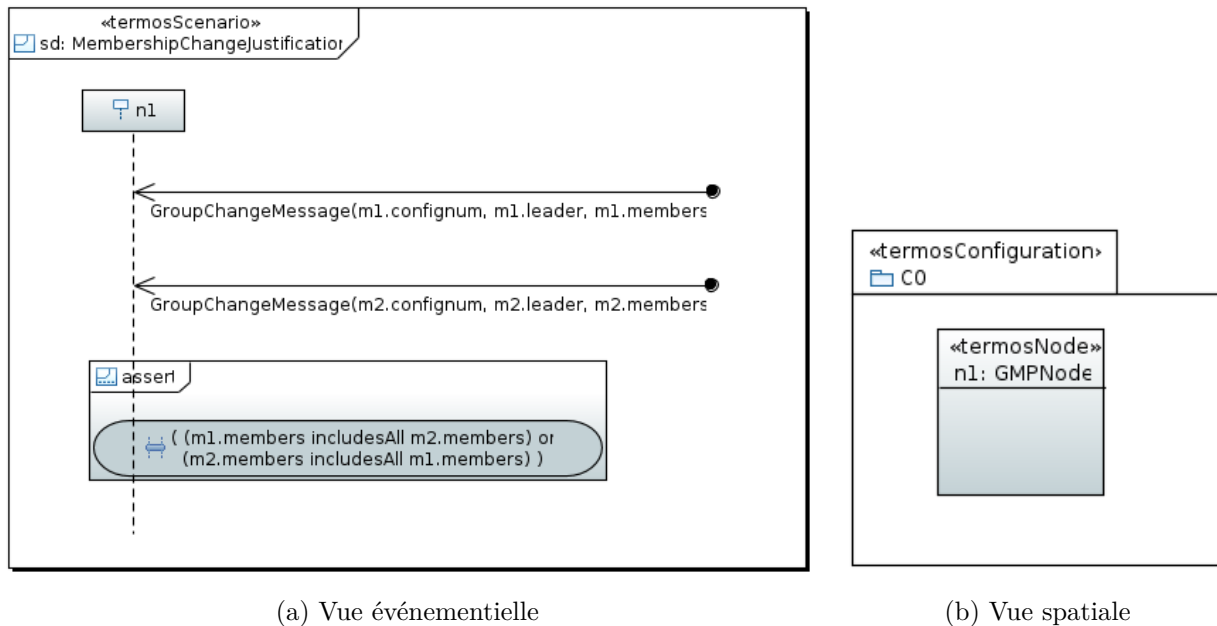 «termosScenario»
sd: MembershipChangeJustification
n1
GroupChangeMessage(m1.confignum, m1.leader, m1.members
GroupChangeMessage(m2.confignum, m2.leader, m2.members
assert
( (m1.members includesAll m2.members) or
(m2.members includesAll m1.members) )
(a) Vue événementielle
«termosConfiguration»
C0
«termosNode»
n1: GMPNode
(b) Vue spatiale